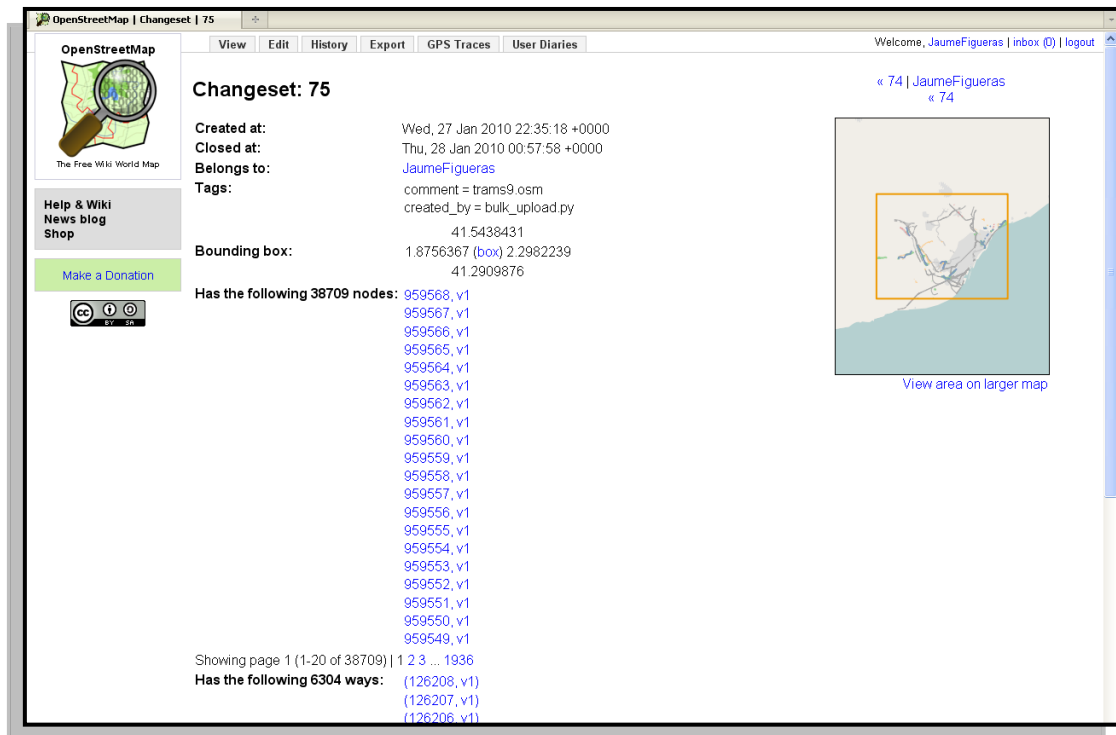 OpenStreetMap | Changeset | 75
OpenStreetMap
The Free Wiki World Map
Help & Wiki
News blog
Shop
Make a Donation
cc BY SA
View Edit History Export GPS Traces User Diaries
Welcome, JaumeFigueras | inbox (0) | logout
Changeset: 75
Created at: Wed, 27 Jan 2010 22:35:18 +0000
Closed at: Thu, 28 Jan 2010 00:57:58 +0000
Belongs to: JaumeFigueras
Tags: comment = trams9.osm
created_by = bulk_upload.py
41.5438431
Bounding box: 1.8756367 (box) 2.2982239
41.2909876
Has the following 38709 nodes: 959568, v1
959567, v1
959566, v1
959565, v1
959564, v1
959563, v1
959562, v1
959561, v1
959560, v1
959559, v1
959558, v1
959557, v1
959556, v1
959555, v1
959554, v1
959553, v1
959552, v1
959551, v1
959550, v1
959549, v1
Showing page 1 (1-20 of 38709) | 1 2 3 ... 1936
Has the following 6304 ways: (126208, v1)
(126207, v1)
(126206, v1)
« 74 | JaumeFigueras
« 74
View area on larger map